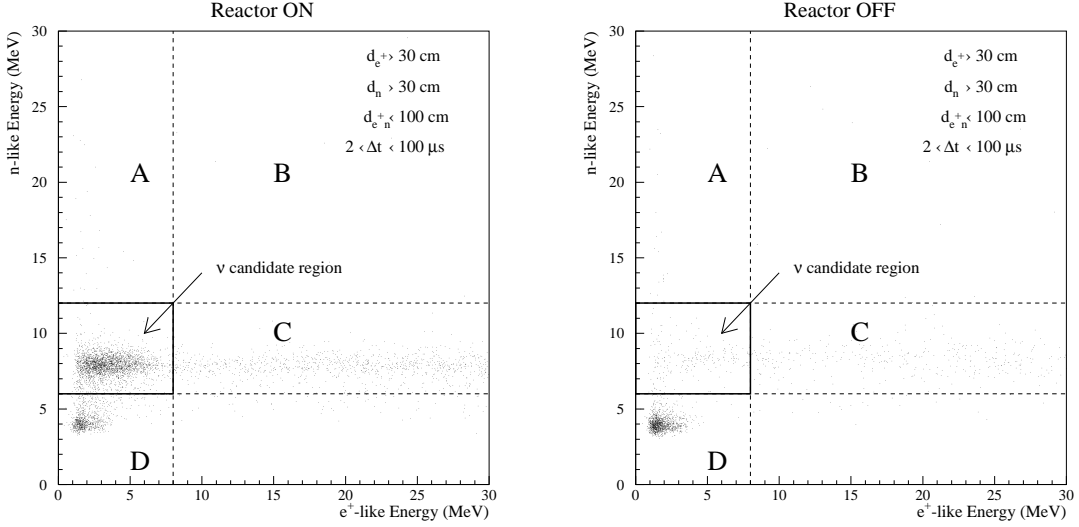 Reactor ON
n-like Energy (MeV)
30
25
20
15
10
5
0
d_e⁺ > 30 cm
d_n > 30 cm
d_e⁺n < 100 cm
2 < Δt < 100 μs
A
B
ν candidate region
C
D
0 5 10 15 20 25 30
e⁺-like Energy (MeV)
Reactor OFF
n-like Energy (MeV)
30
25
20
15
10
5
0
d_e⁺ > 30 cm
d_n > 30 cm
d_e⁺n < 100 cm
2 < Δt < 100 μs
A
B
ν candidate region
C
D
0 5 10 15 20 25 30
e⁺-like Energy (MeV)